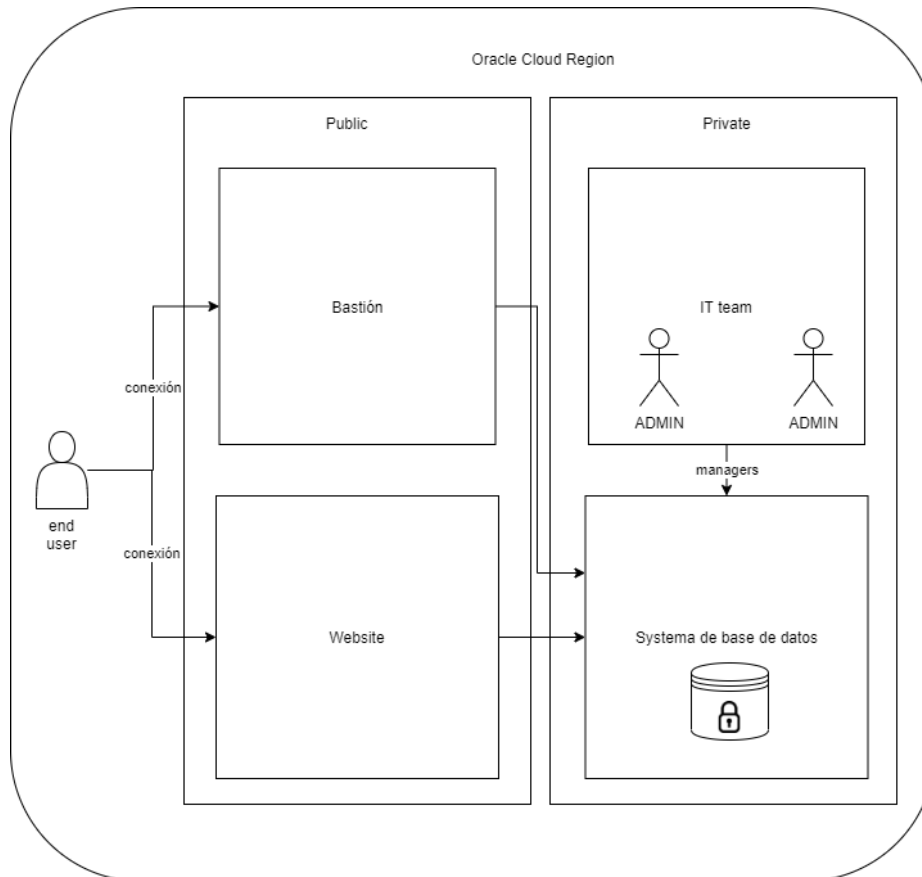 Oracle Cloud Region
Public
Private
Bastión
IT team
conexión
ADMIN
ADMIN
managers
end
user
conexión
Website
Systema de base de datos